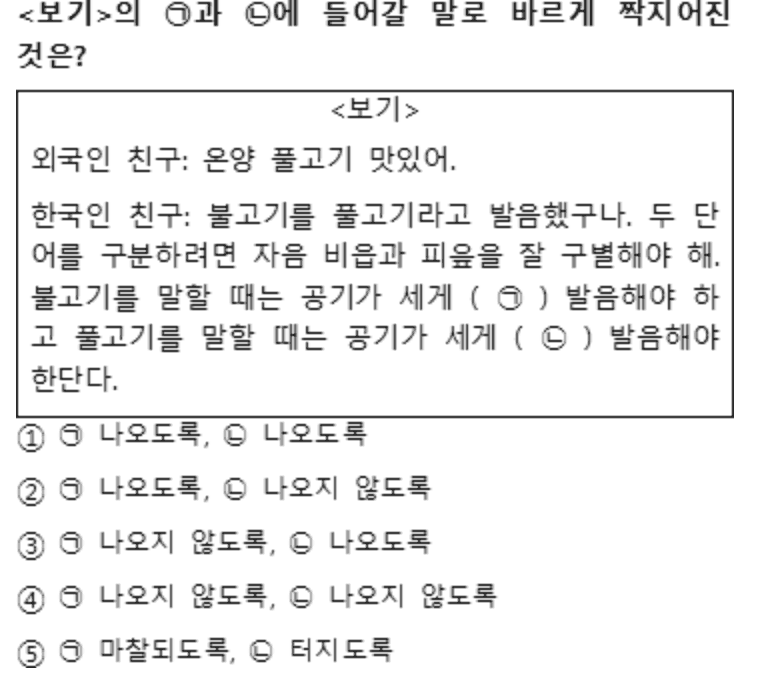 <보기>의 ㉠과 ㉡에 들어갈 말로 바르게 짝지어진
것은?
<보기>
외국인 친구: 온양 풀고기 맛있어.
한국인 친구: 불고기를 풀고기라고 발음했구나. 두 단
어를 구분하려면 자음 비읍과 피읖을 잘 구별해야 해.
불고기를 말할 때는 공기가 세게 ( ㉠ ) 발음해야 하
고 풀고기를 말할 때는 공기가 세게 ( ㉡ ) 발음해야
한단다.
① ㉠ 나오도록, ㉡ 나오도록
② ㉠ 나오도록, ㉡ 나오지 않도록
③ ㉠ 나오지 않도록, ㉡ 나오도록
④ ㉠ 나오지 않도록, ㉡ 나오지 않도록
⑤ ㉠ 마찰되도록, ㉡ 터지도록